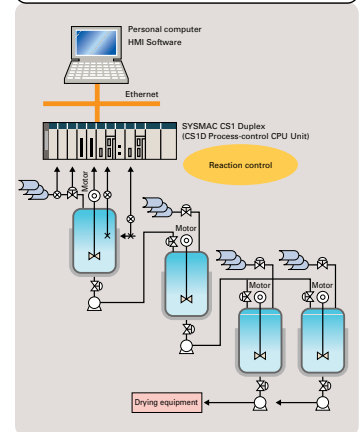 Personal computer
HMI Software
Ethernet
SYSMAC CS1 Duplex
(CS1D Process-control CPU Unit)
Reaction control
Motor
Motor
Motor
Motor
Drying equipment